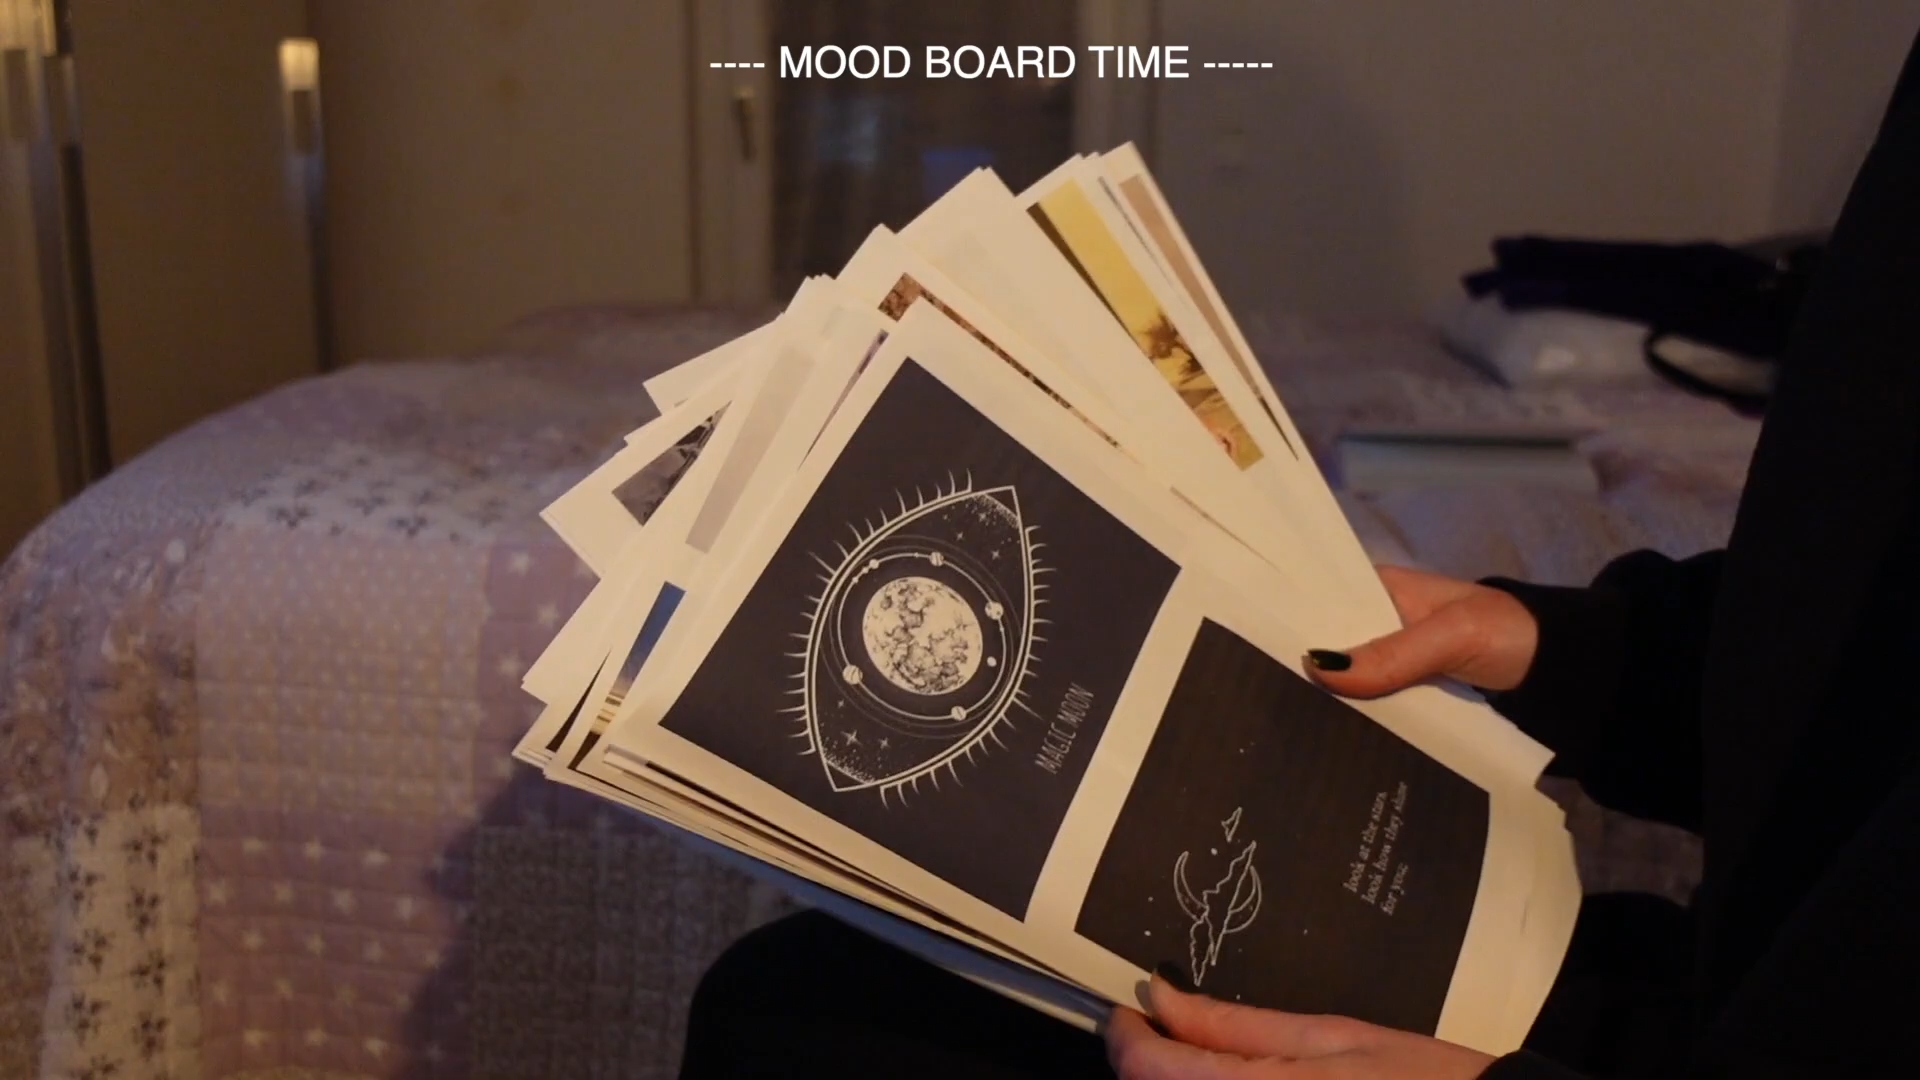 ---- MOOD BOARD TIME -----
MAGIC MOON
look at the stars,
look how they shine
for you.